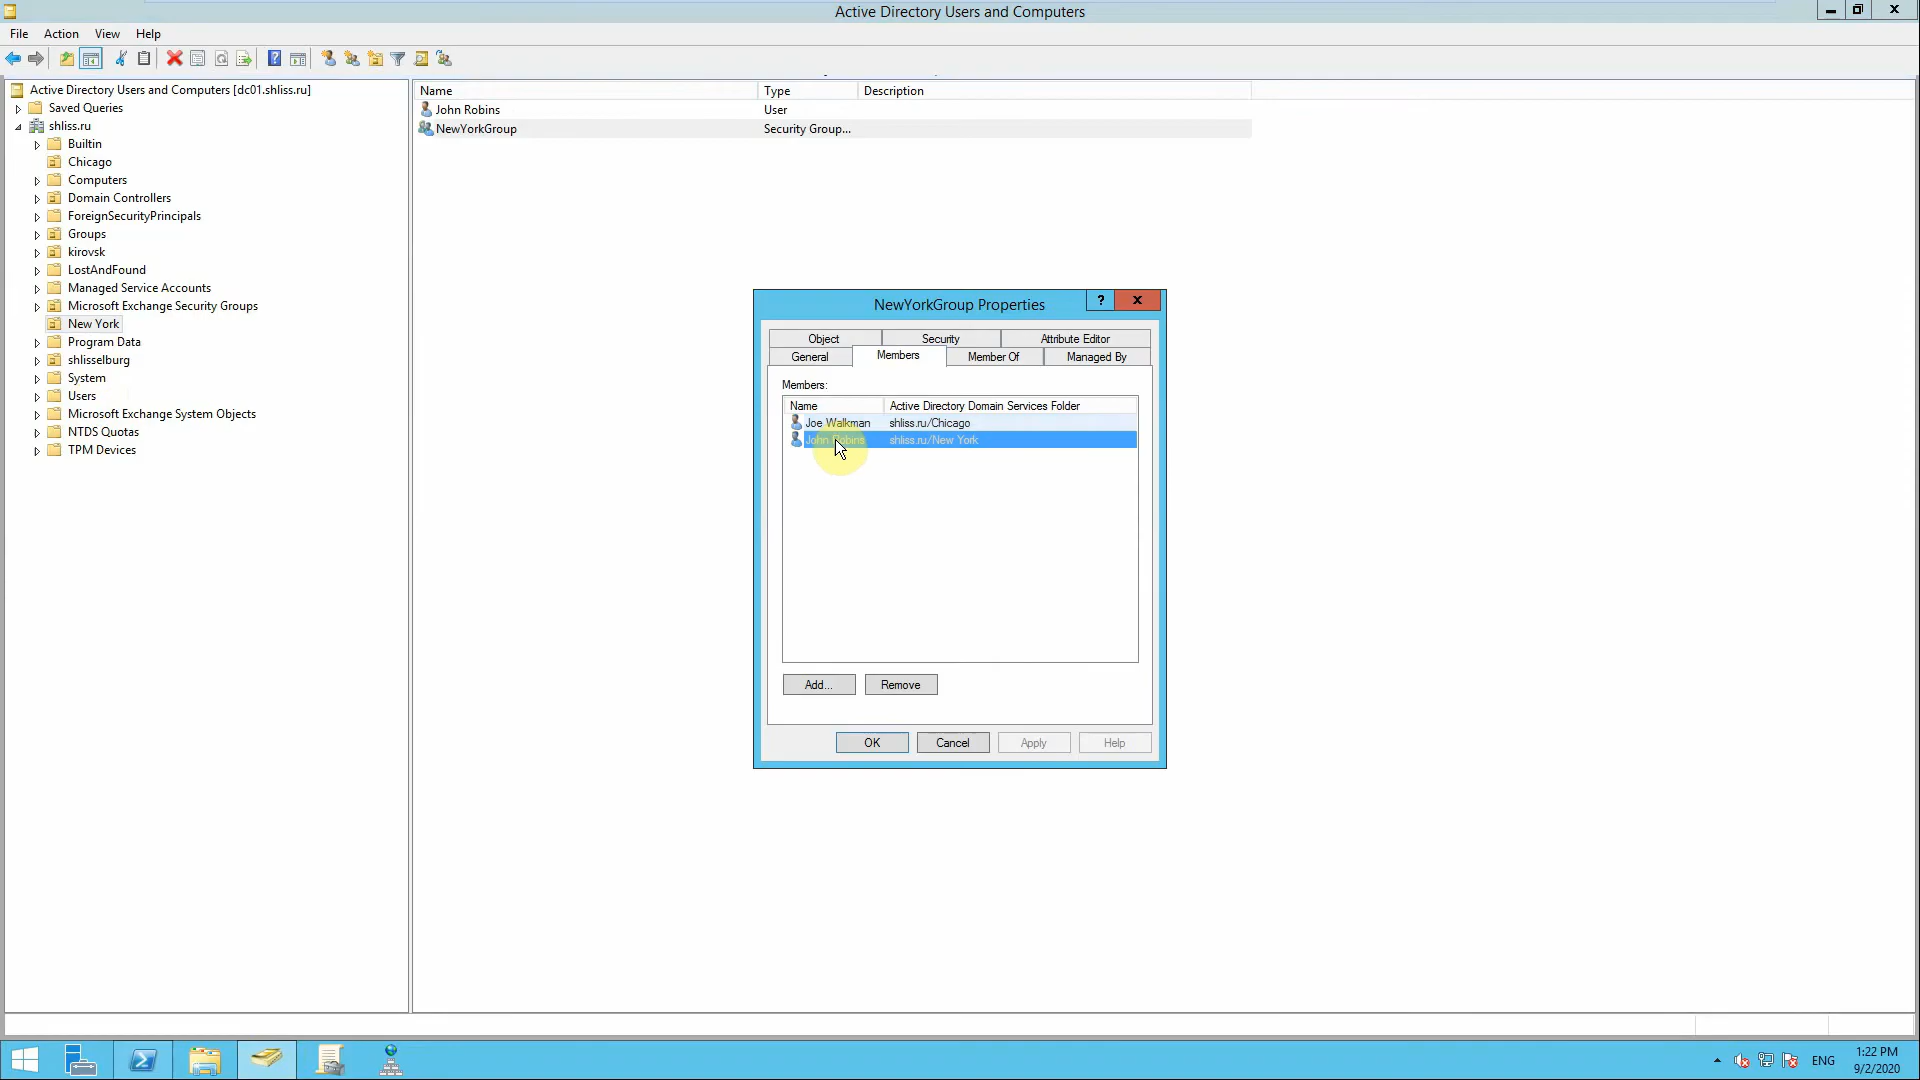 Active Directory Users and Computers
File Action View Help
Active Directory Users and Computers [dc01.shliss.ru]
Saved Queries
shliss.ru
Builtin
Chicago
Computers
Domain Controllers
ForeignSecurityPrincipals
Groups
kirovsk
LostAndFound
Managed Service Accounts
Microsoft Exchange Security Groups
New York
Program Data
shlisselburg
System
Users
Microsoft Exchange System Objects
NTDS Quotas
TPM Devices
Name Type Description
John Robins User
NewYorkGroup Security Group...
NewYorkGroup Properties
?
Object Security Attribute Editor
General Members Member Of Managed By
Members:
Name Active Directory Domain Services Folder
Joe Walkman shliss.ru/Chicago
John Robins shliss.ru/New York
Add... Remove
OK Cancel Apply Help
ENG
1:22 PM
9/2/2020